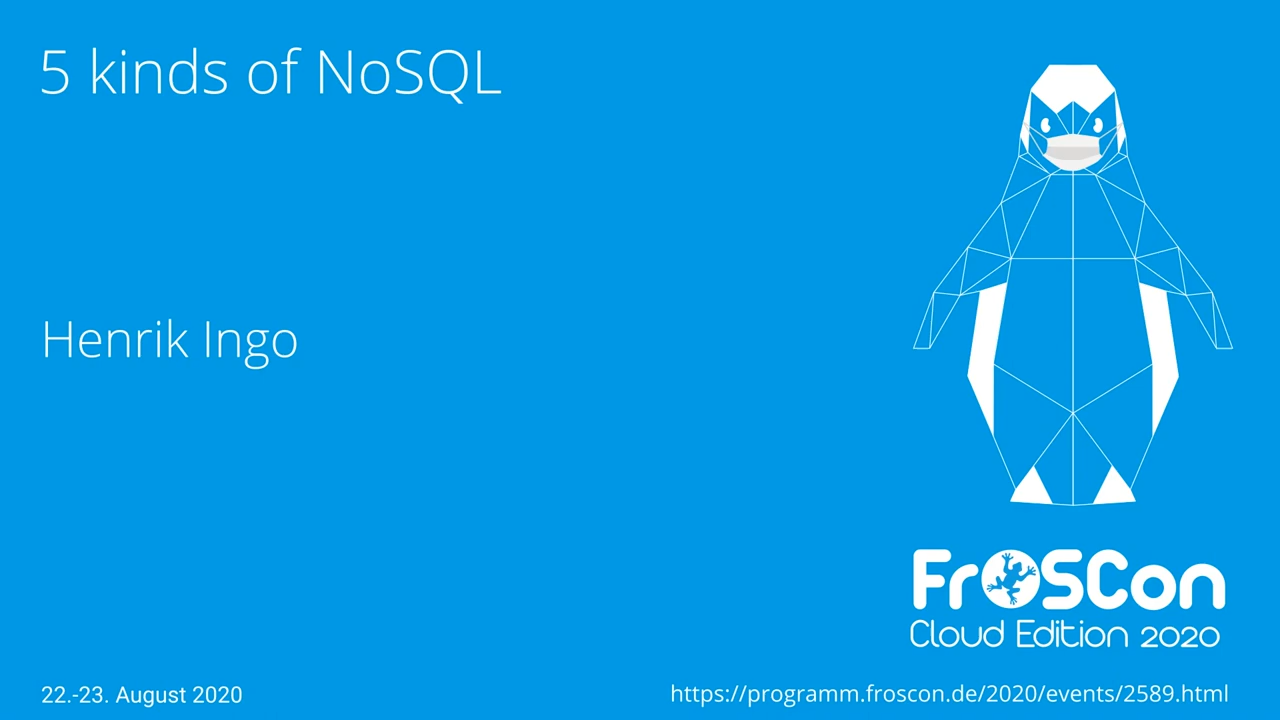 5 kinds of NoSQL
Henrik Ingo
FrOSCon
Cloud Edition 2020
22.-23. August 2020
https://programm.froscon.de/2020/events/2589.html